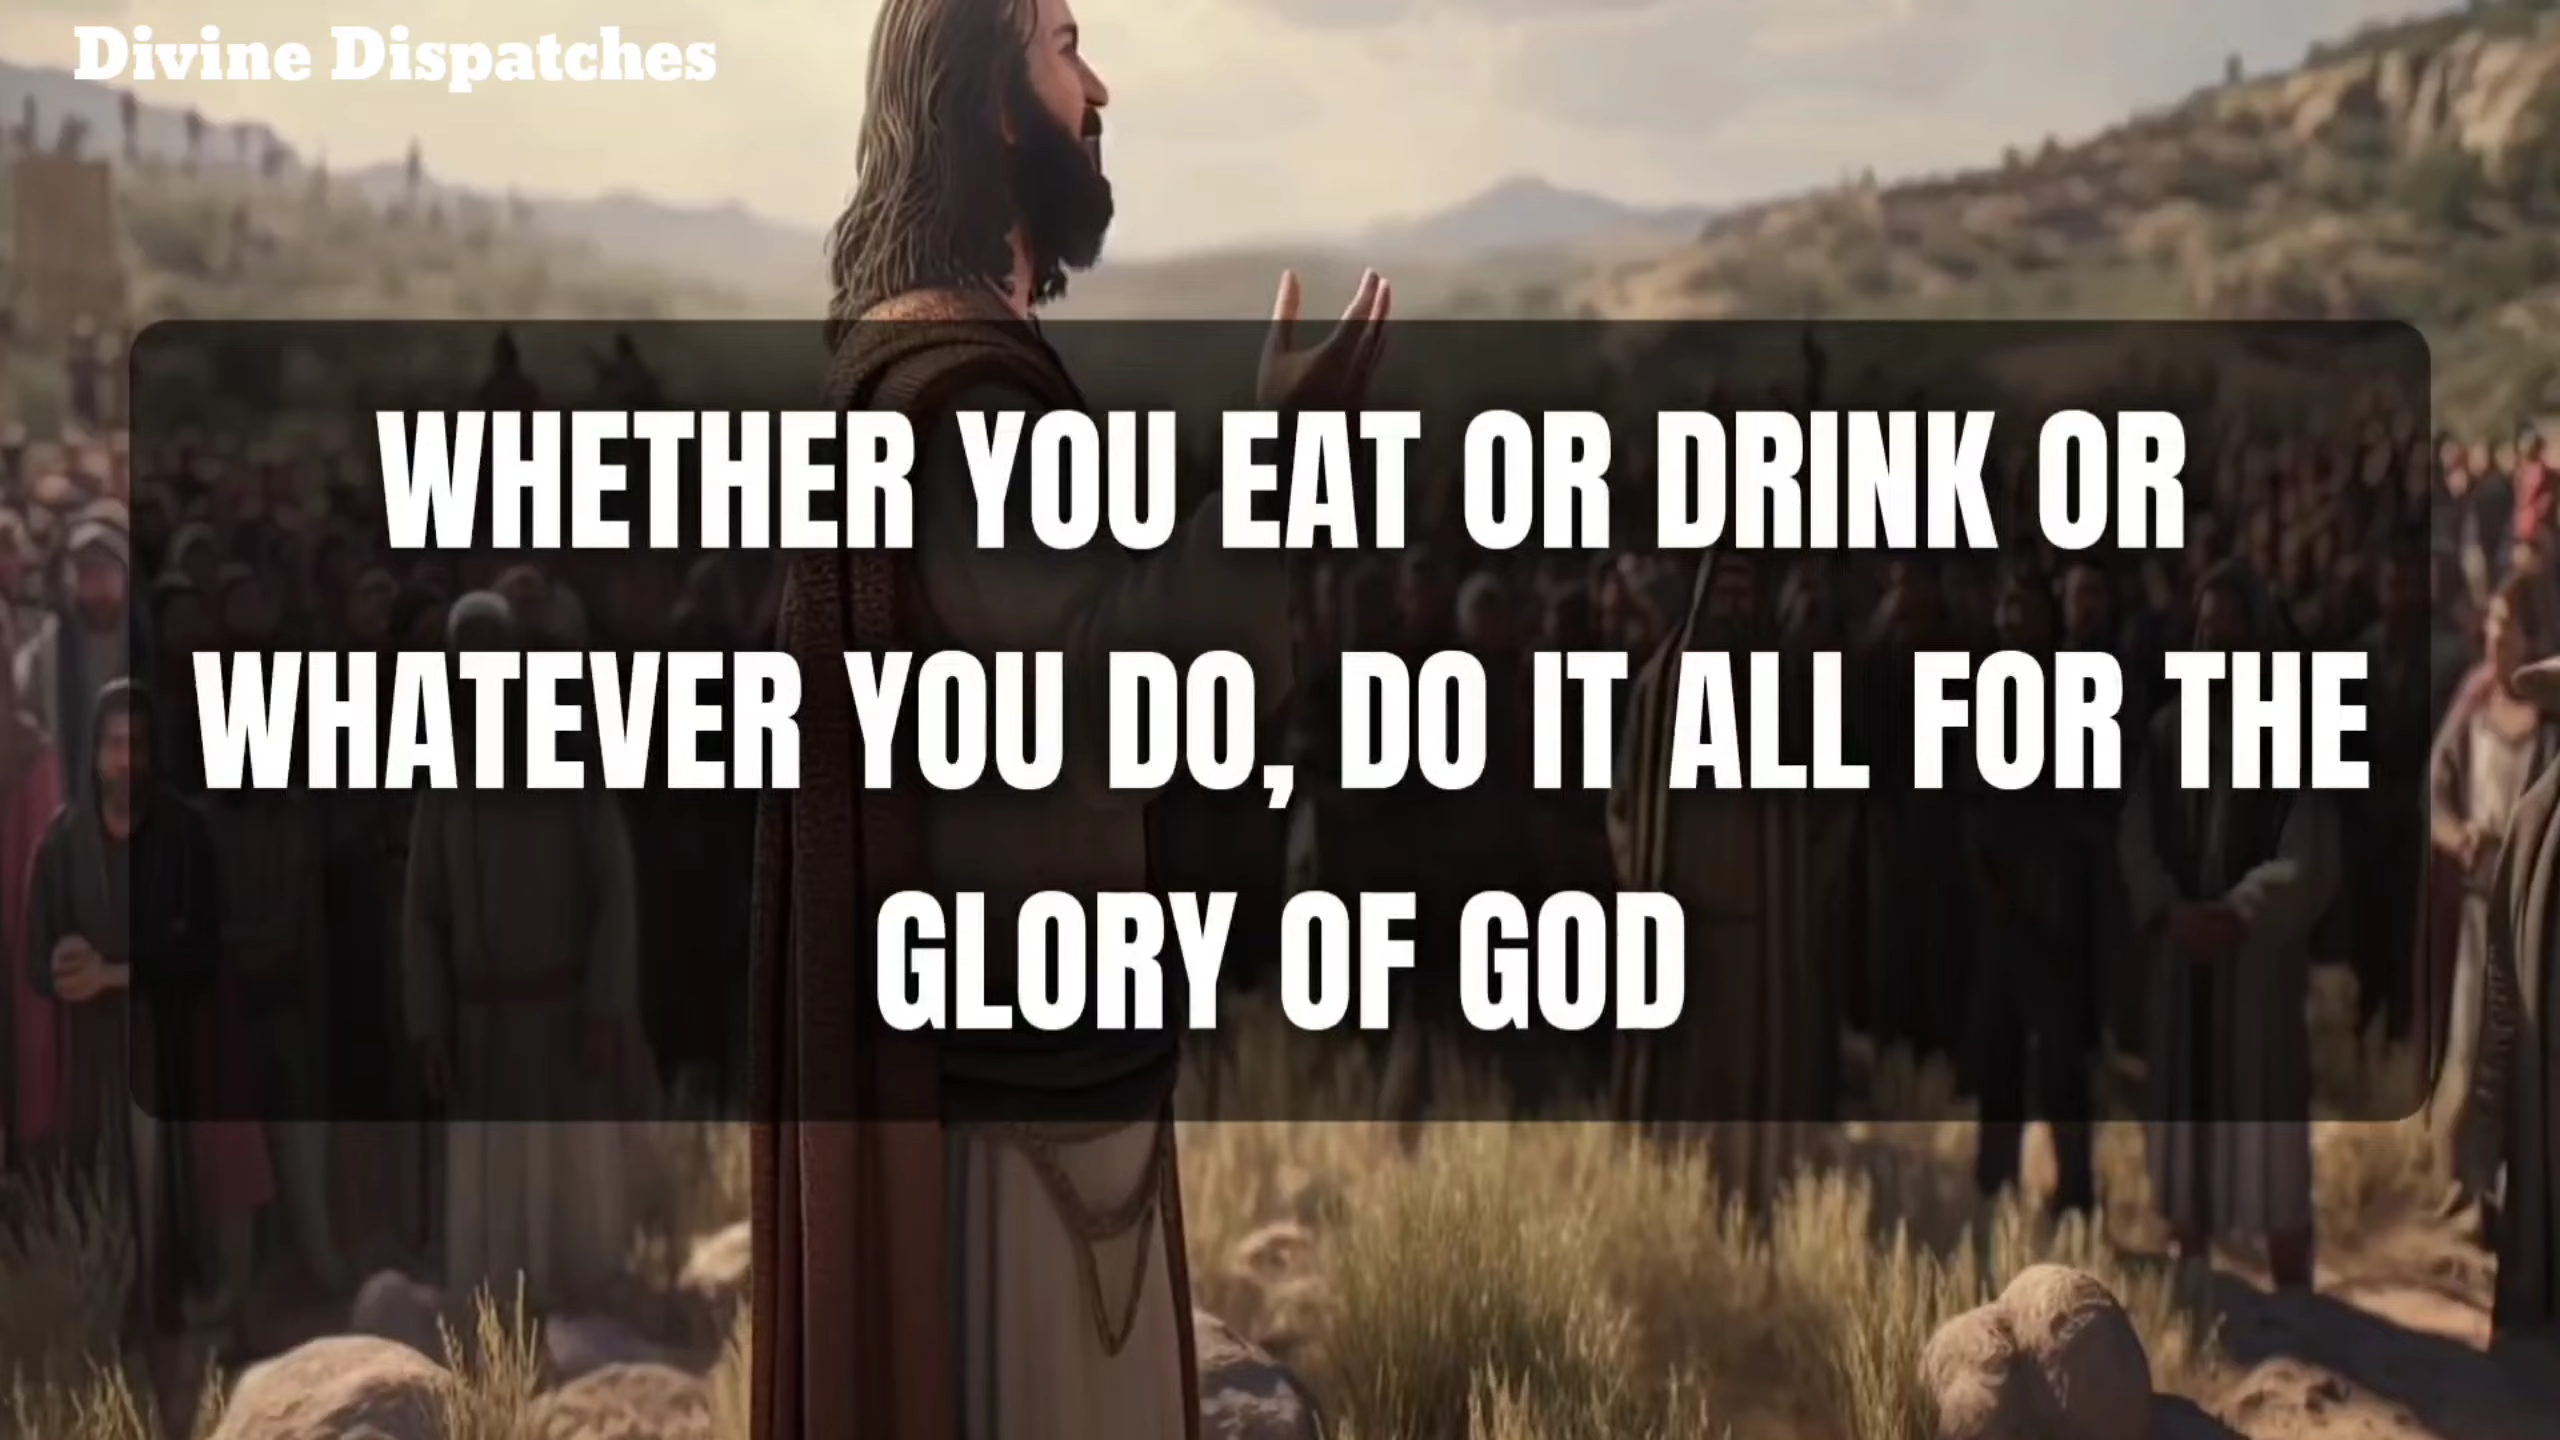 Divine Dispatches
WHETHER YOU EAT OR DRINK OR
WHATEVER YOU DO, DO IT ALL FOR THE
GLORY OF GOD